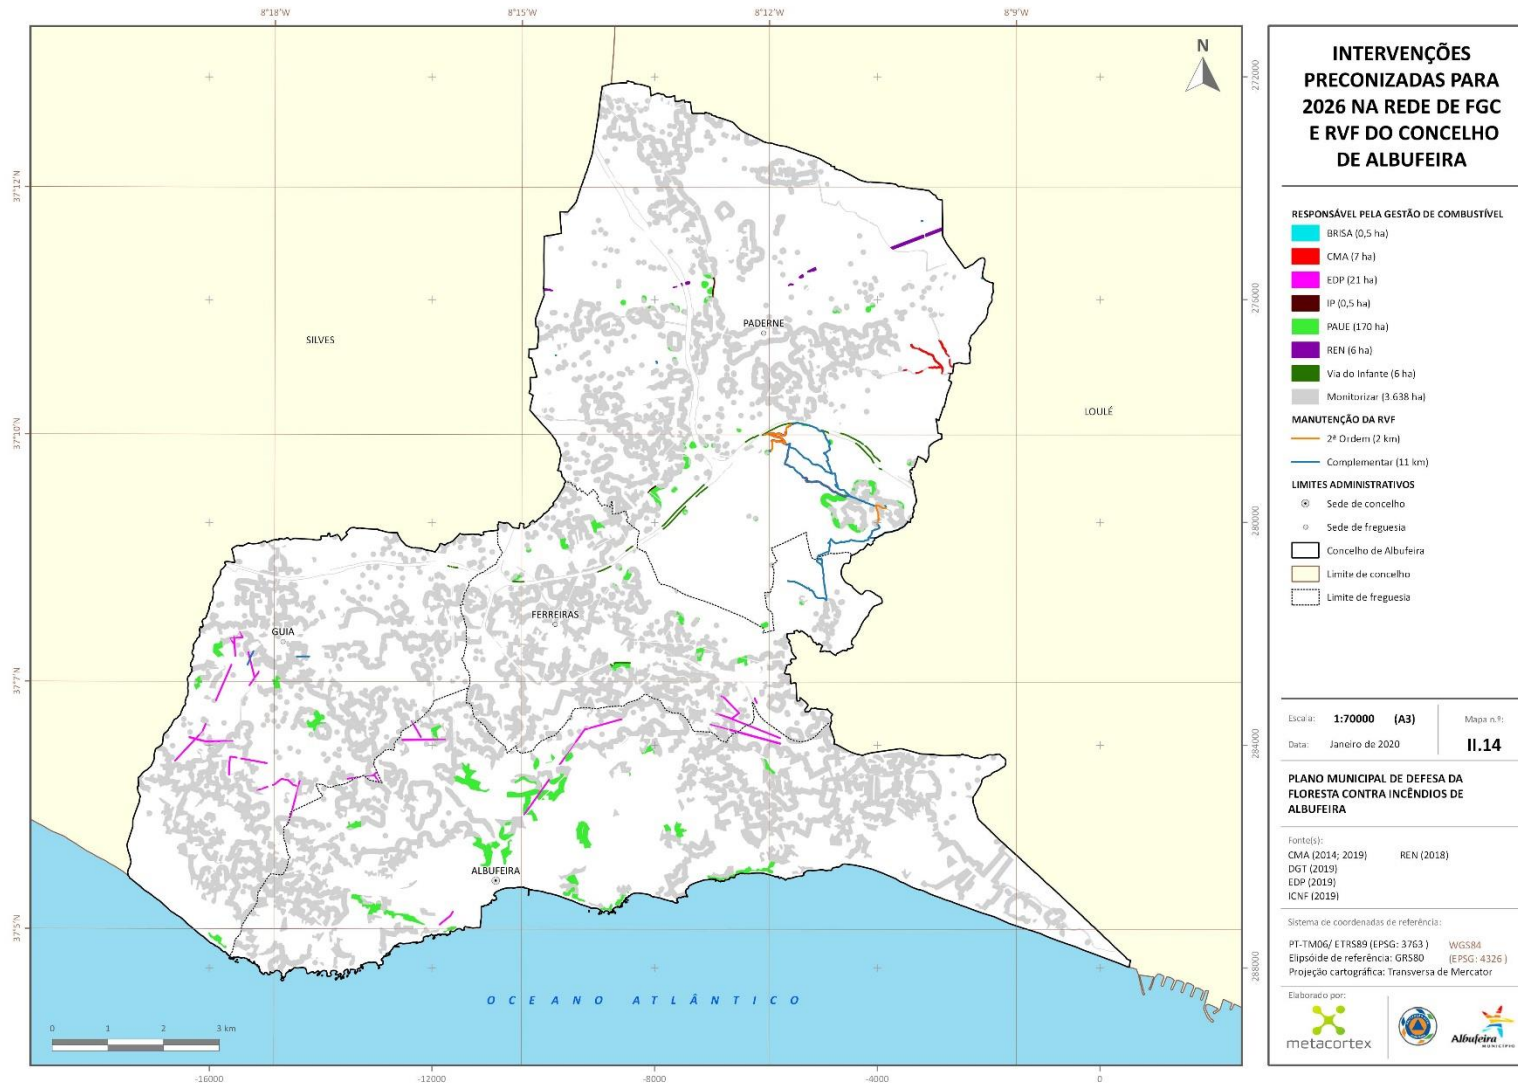 8°18'W
8°15'W
8°12'W
8°9'W
N
37°12'N
37°10'N
37°7'N
37°5'N
272000
276000
280000
284000
288000
SILVES
PADERNE
LOULÉ
FERREIRAS
GUIA
ALBUFEIRA
OCEANO ATLÂNTICO
0 1 2 3 km
-16000
-12000
-8000
-4000
0
INTERVENÇÕES
PRECONIZADAS PARA
2026 NA REDE DE FGC
E RVF DO CONCELHO
DE ALBUFEIRA
RESPONSÁVEL PELA GESTÃO DE COMBUSTÍVEL
BRISA (0,5 ha)
CMA (7 ha)
EDP (21 ha)
IP (0,5 ha)
PAUE (170 ha)
REN (6 ha)
Via do Infante (6 ha)
Monitorizar (3.638 ha)
MANUTENÇÃO DA RVF
2ª Ordem (2 km)
Complementar (11 km)
LIMITES ADMINISTRATIVOS
Sede de concelho
Sede de freguesia
Concelho de Albufeira
Limite de concelho
Limite de freguesia
Escala: 1:70000 (A3)
Mapa n.º:
Data: Janeiro de 2020
II.14
PLANO MUNICIPAL DE DEFESA DA
FLORESTA CONTRA INCÊNDIOS DE
ALBUFEIRA
Fonte(s):
CMA (2014; 2019) REN (2018)
DGT (2019)
EDP (2019)
ICNF (2019)
Sistema de coordenadas de referência:
PT-TM06/ ETRS89 (EPSG: 3763 ) WGS84
Elipsóide de referência: GRS80 (EPSG: 4326 )
Projeção cartográfica: Transversa de Mercator
Elaborado por:
metacortex
Albufeira
MUNICÍPIO